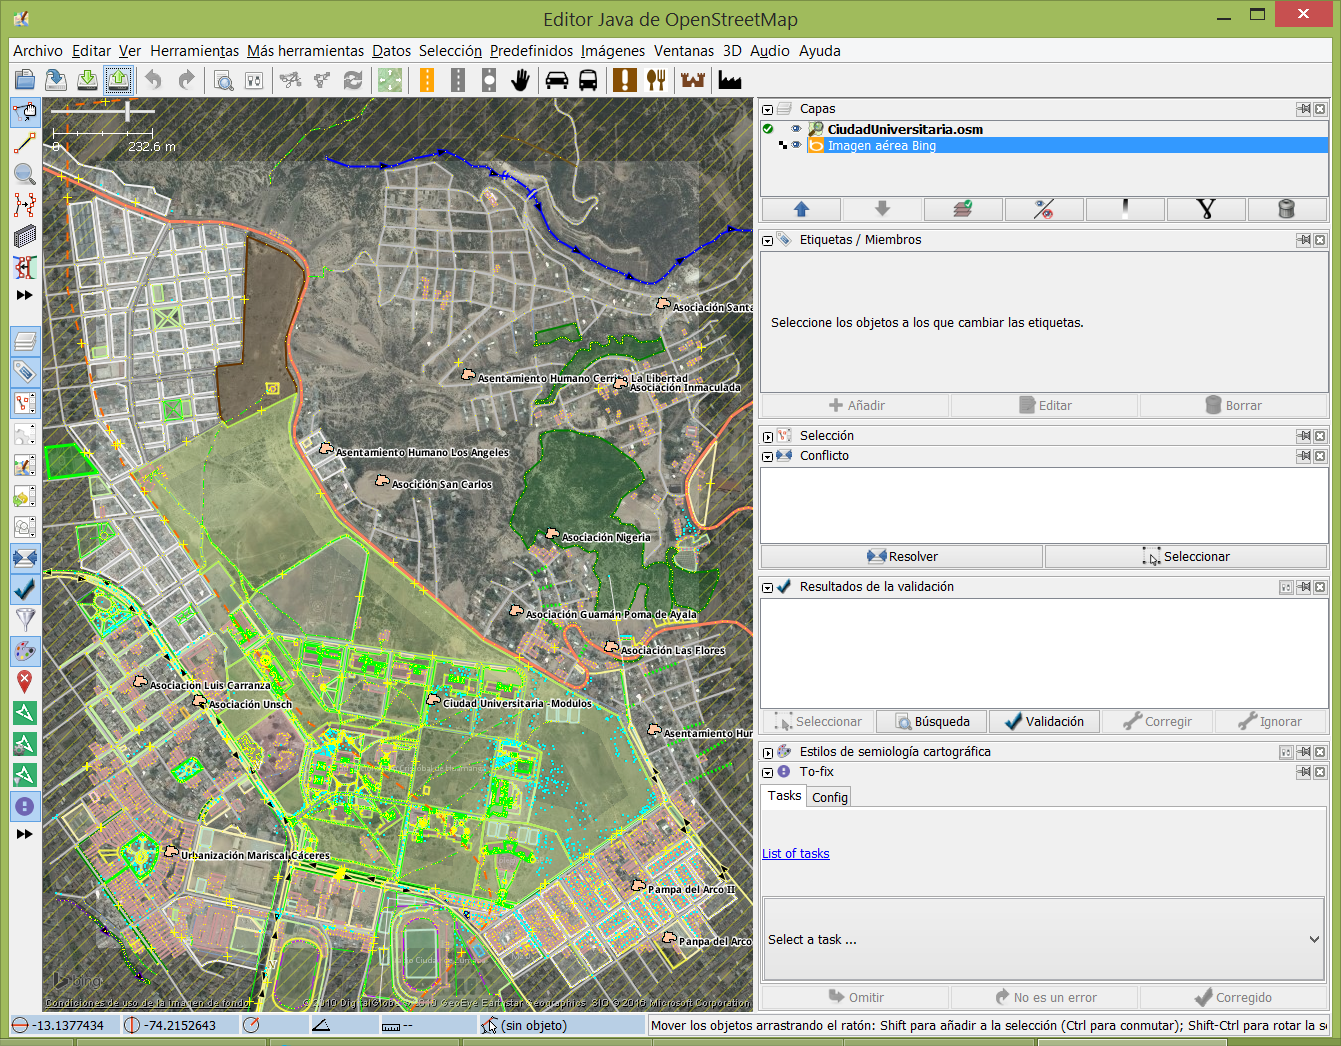 Editor Java de OpenStreetMap
Archivo Editar Ver Herramientas Más herramientas Datos Selección Predefinidos Imágenes Ventanas 3D Audio Ayuda
0 232.6 m
Asociación Santa
Asentamiento Humano Cerrito La Libertad
Asociación Inmaculada
Asentamiento Humano Los Angeles
Asocición San Carlos
Asociación Nigeria
Asociación Guamán Poma de Ayala
Asociación Las Flores
Asociacion Luis Carranza
Asociación Unsch
Ciudad Universitaria -Modulos
Asentamiento Hum
Urbanización Mariscal Cáceres
Pampa del Arco II
Panpa del Arco
bing
Condiciones de uso de la imagen de fondo
© 2010 DigitalGlobe © 2010 GeoEye Earthstar Geographics SIO © 2016 Microsoft Corporation
Capas
CiudadUniversitaria.osm
Imagen aérea Bing
Etiquetas / Miembros
Seleccione los objetos a los que cambiar las etiquetas.
Añadir Editar Borrar
Selección
Conflicto
Resolver Seleccionar
Resultados de la validación
Seleccionar Búsqueda Validación Corregir Ignorar
Estilos de semiología cartográfica
To-fix
Tasks Config
List of tasks
Select a task ...
Omitir No es un error Corregido
-13.1377434 -74.2152643 -- (sin objeto) Mover los objetos arrastrando el ratón: Shift para añadir a la selección (Ctrl para conmutar); Shift-Ctrl para rotar la s